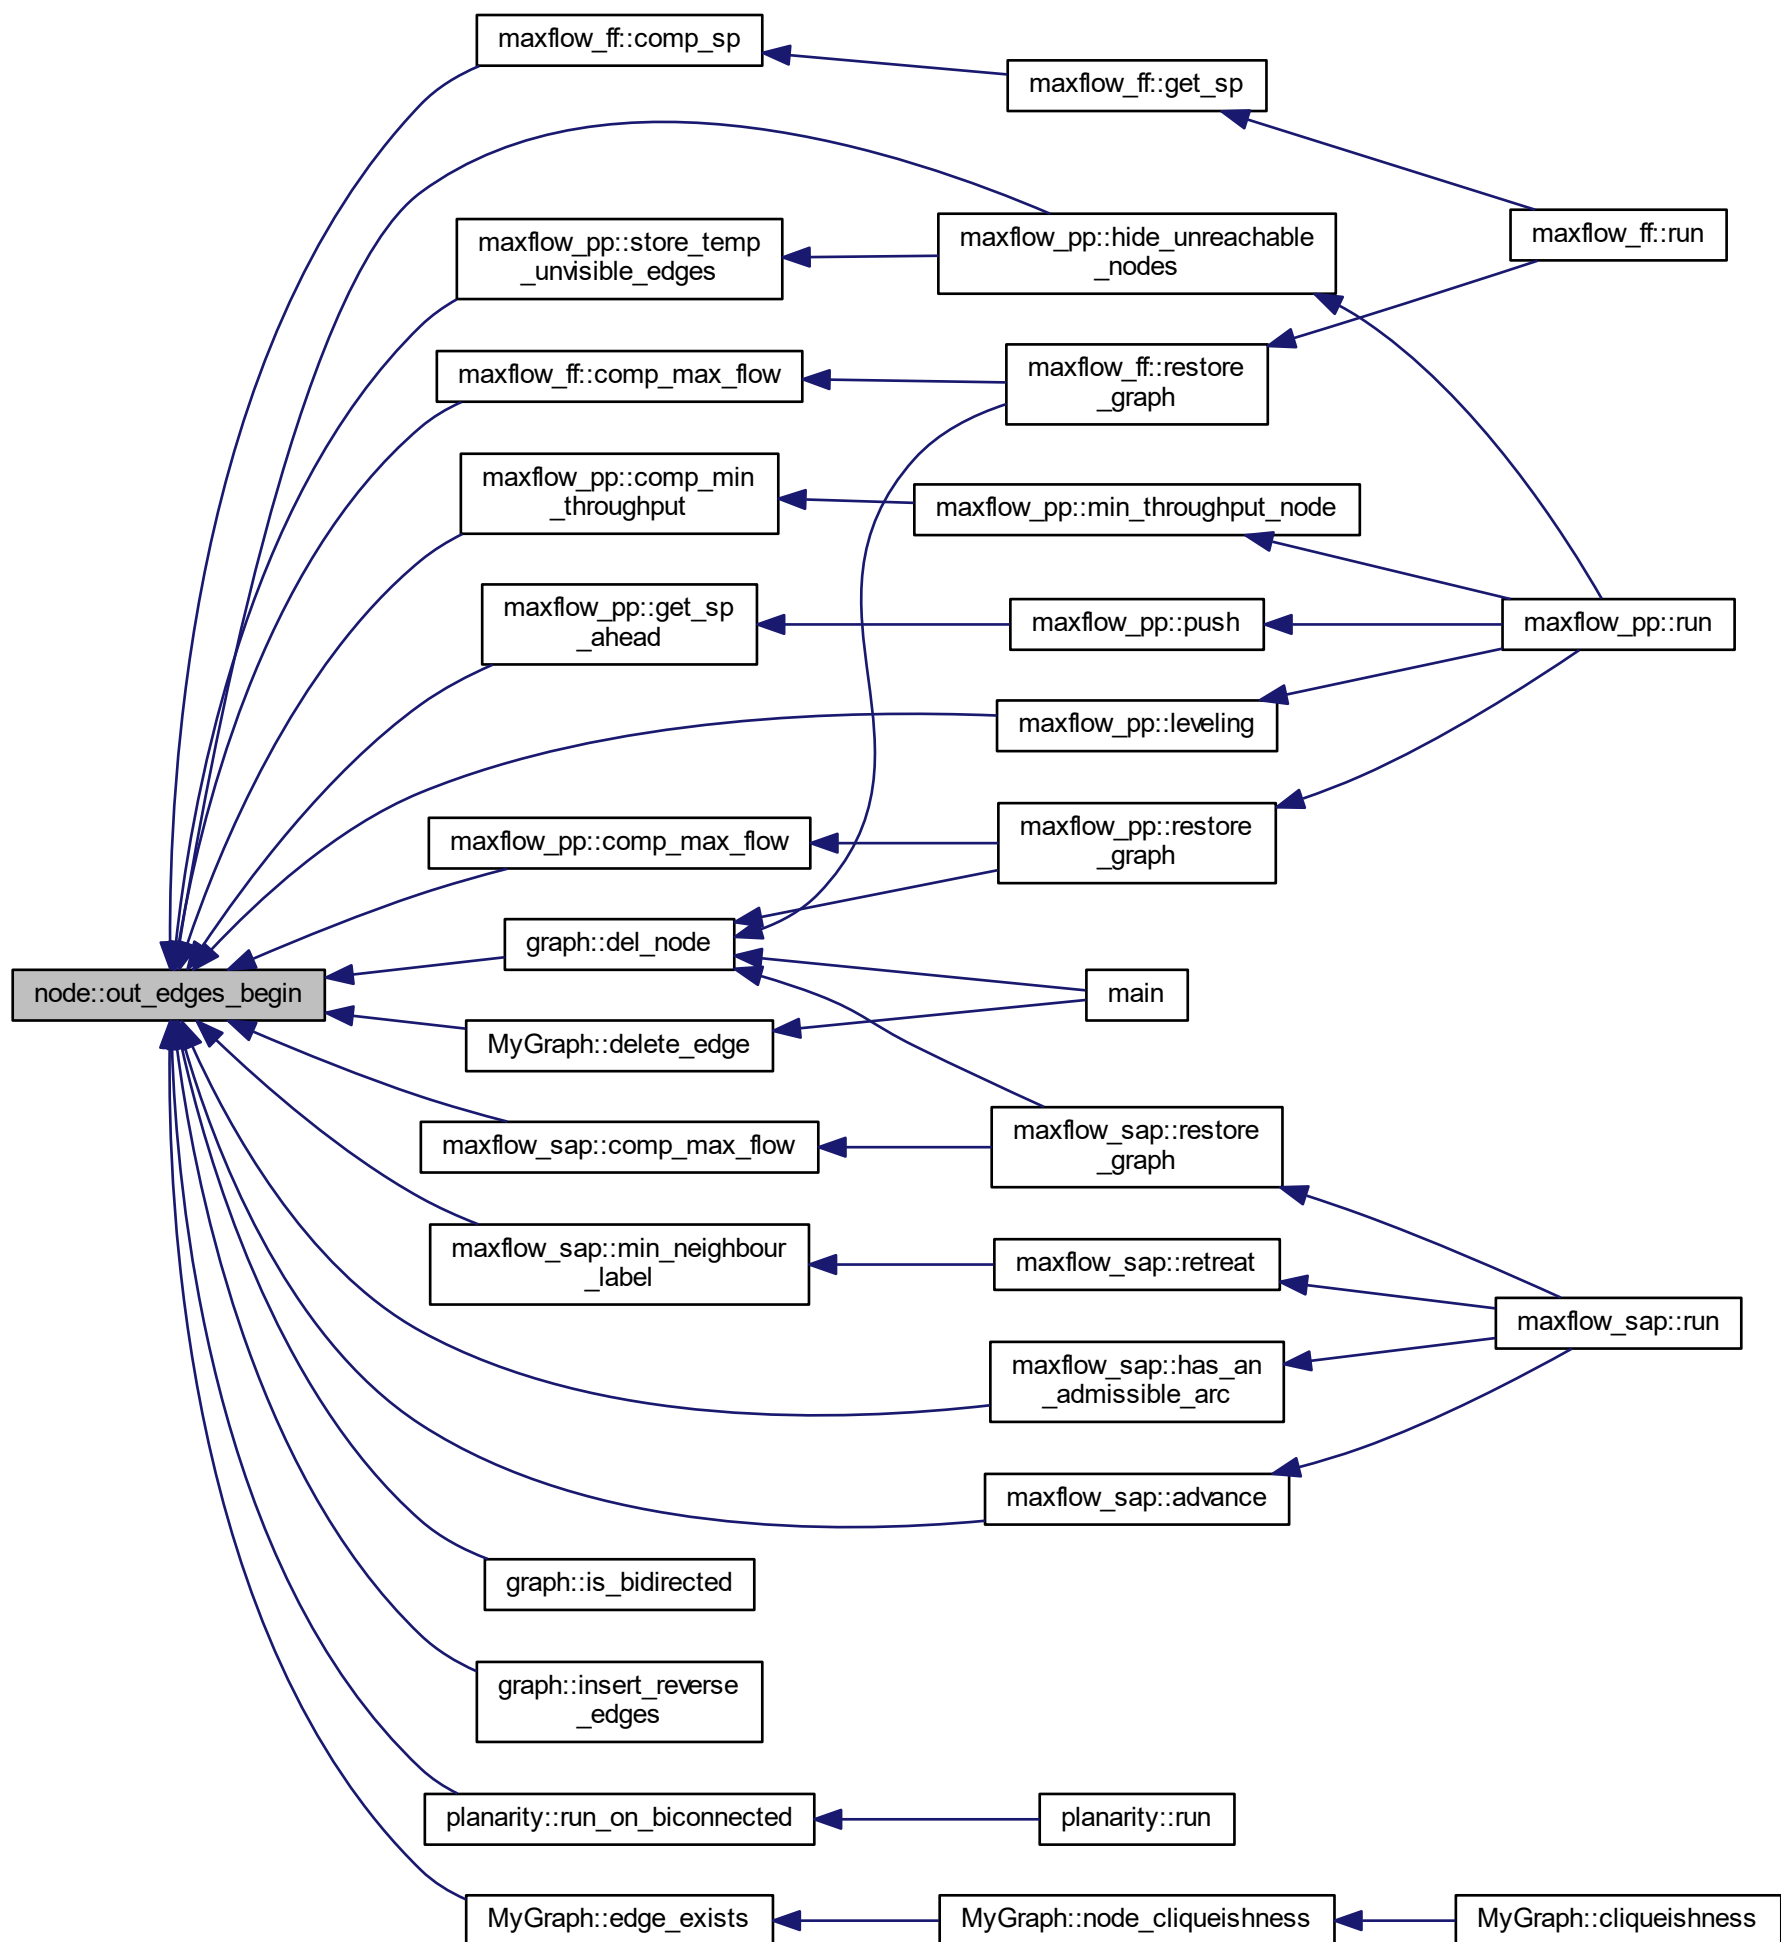 maxflow_ff::comp_sp
maxflow_ff::get_sp
maxflow_ff::run
maxflow_pp::store_temp
_unvisible_edges
maxflow_pp::hide_unreachable
_nodes
maxflow_ff::comp_max_flow
maxflow_ff::restore
_graph
maxflow_pp::comp_min
_throughput
maxflow_pp::min_throughput_node
maxflow_pp::get_sp
_ahead
maxflow_pp::push
maxflow_pp::run
maxflow_pp::leveling
maxflow_pp::comp_max_flow
maxflow_pp::restore
_graph
graph::del_node
node::out_edges_begin
main
MyGraph::delete_edge
maxflow_sap::comp_max_flow
maxflow_sap::restore
_graph
maxflow_sap::min_neighbour
_label
maxflow_sap::retreat
maxflow_sap::run
maxflow_sap::has_an
_admissible_arc
maxflow_sap::advance
graph::is_bidirected
graph::insert_reverse
_edges
planarity::run_on_biconnected
planarity::run
MyGraph::edge_exists
MyGraph::node_cliqueishness
MyGraph::cliqueishness